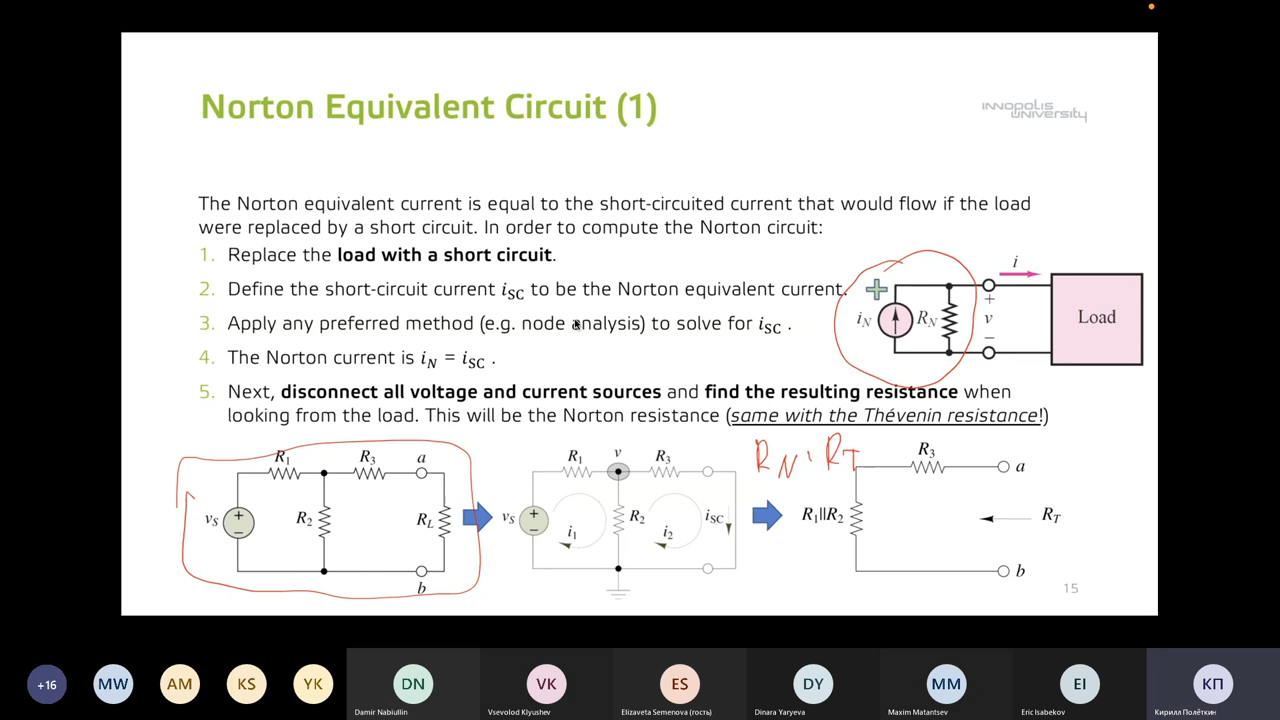 Norton Equivalent Circuit (1)
INNOPOLIS
UNIVERSITY
The Norton equivalent current is equal to the short-circuited current that would flow if the load
were replaced by a short circuit. In order to compute the Norton circuit:
1. Replace the load with a short circuit.
2. Define the short-circuit current i_SC to be the Norton equivalent current.
3. Apply any preferred method (e.g. node analysis) to solve for i_SC .
4. The Norton current is i_N = i_SC .
5. Next, disconnect all voltage and current sources and find the resulting resistance when
looking from the load. This will be the Norton resistance (same with the Thévenin resistance!)
i
+
i_N
R_N
v
−
Load
R_1
R_3
a
v_S
+
−
R_2
R_L
b
R_1
v
R_3
v_S
+
−
R_2
i_1
i_2
i_SC
R_N , R_T
R_3
a
R_1||R_2
R_T
b
15
+16
MW
AM
KS
YK
DN
VK
ES
DY
MM
EI
КП
Damir Nabiullin
Vsevolod Klyushev
Elizaveta Semenova (гость)
Dinara Yaryeva
Maxim Matantsev
Eric Isabekov
Кирилл Полёткин